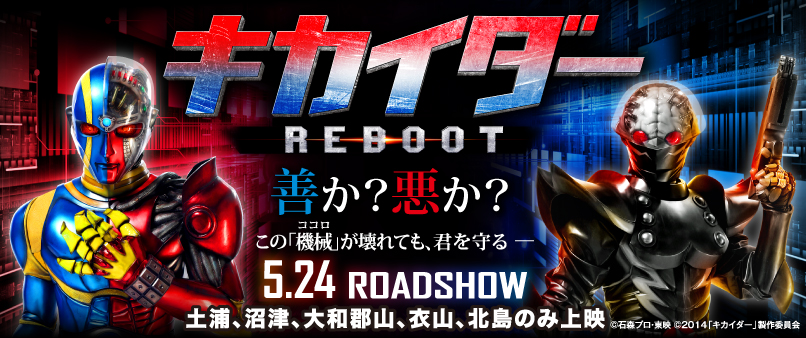 キカイダー
REBOOT
善か?悪か?
ココロ
この「機械」が壊れても、君を守る ―
5.24 ROADSHOW
土浦、沼津、大和郡山、衣山、北島のみ上映
©石森プロ・東映 ©2014「キカイダー」製作委員会